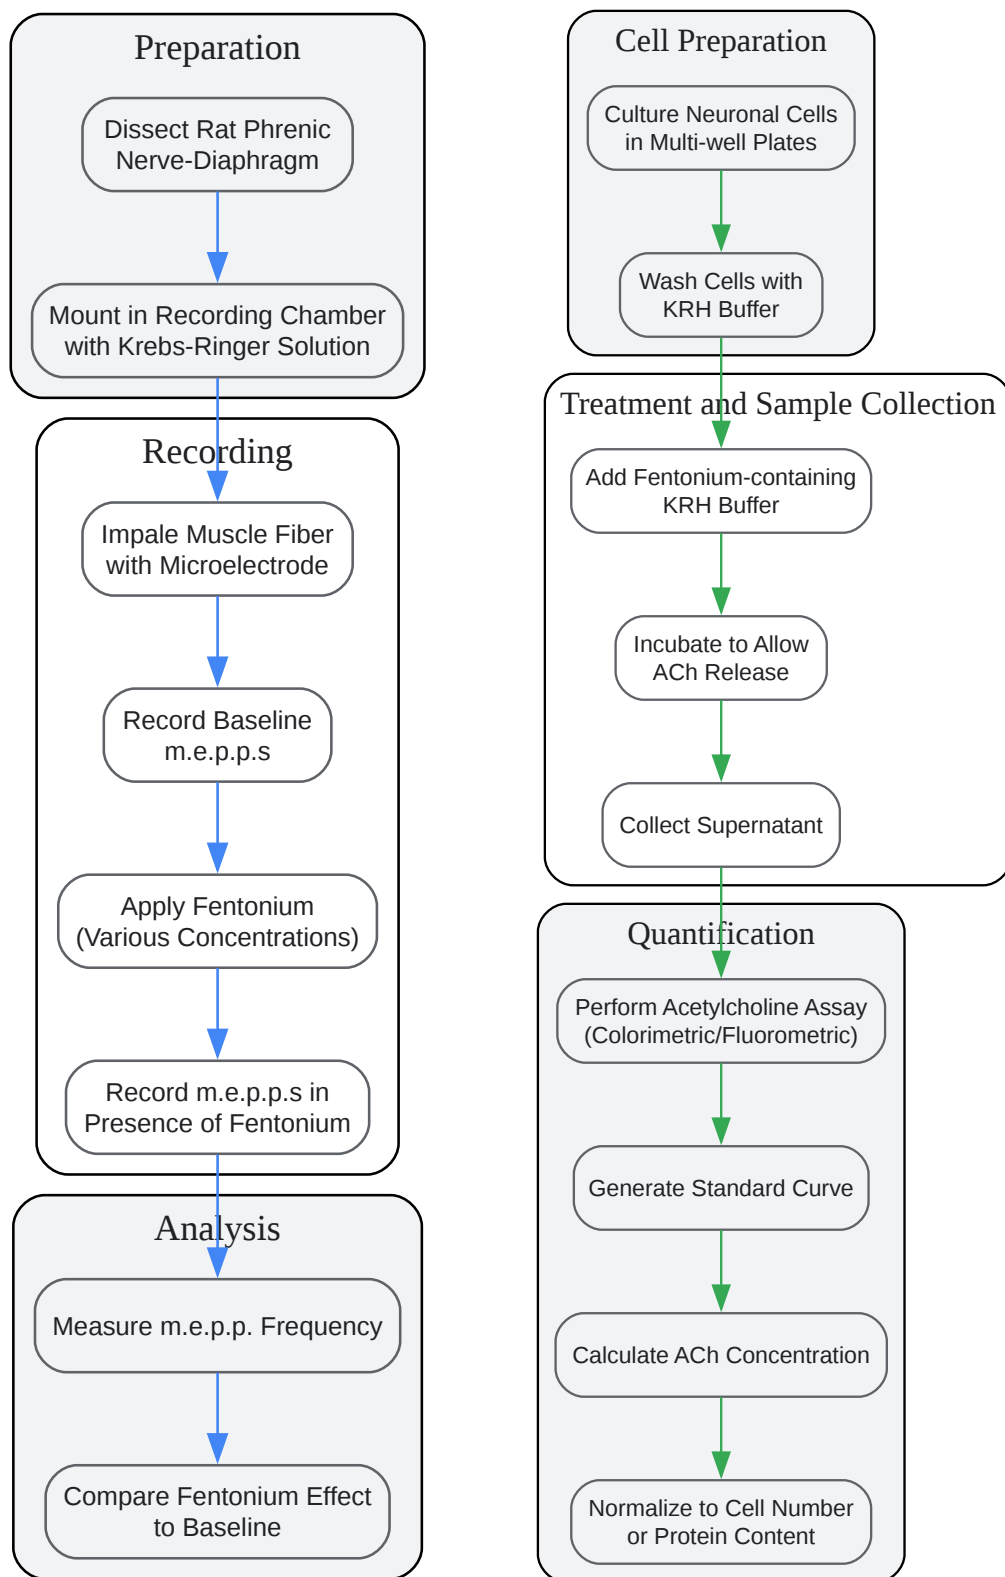 Preparation
Dissect Rat Phrenic
Nerve-Diaphragm
Mount in Recording Chamber
with Krebs-Ringer Solution
Recording
Impale Muscle Fiber
with Microelectrode
Record Baseline
m.e.p.p.s
Apply Fentonium
(Various Concentrations)
Record m.e.p.p.s in
Presence of Fentonium
Analysis
Measure m.e.p.p. Frequency
Compare Fentonium Effect
to Baseline
Cell Preparation
Culture Neuronal Cells
in Multi-well Plates
Wash Cells with
KRH Buffer
Treatment and Sample Collection
Add Fentonium-containing
KRH Buffer
Incubate to Allow
ACh Release
Collect Supernatant
Quantification
Perform Acetylcholine Assay
(Colorimetric/Fluorometric)
Generate Standard Curve
Calculate ACh Concentration
Normalize to Cell Number
or Protein Content